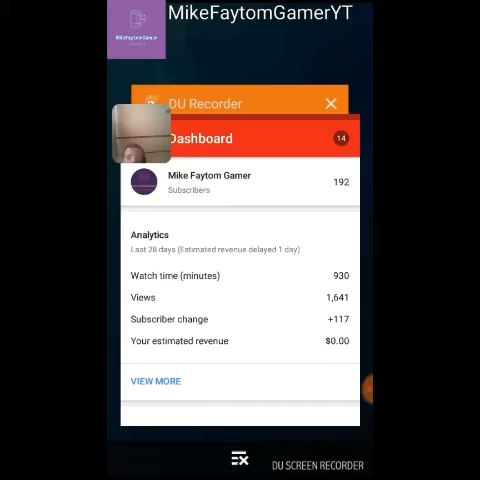 MikeFaytomGamerYT
MikeFaytomGamer
DU Recorder
Dashboard
14
Mike Faytom Gamer
Subscribers
192
Analytics
Last 28 days (Estimated revenue delayed 1 day)
Watch time (minutes) 930
Views 1,641
Subscriber change +117
Your estimated revenue $0.00
VIEW MORE
DU SCREEN RECORDER